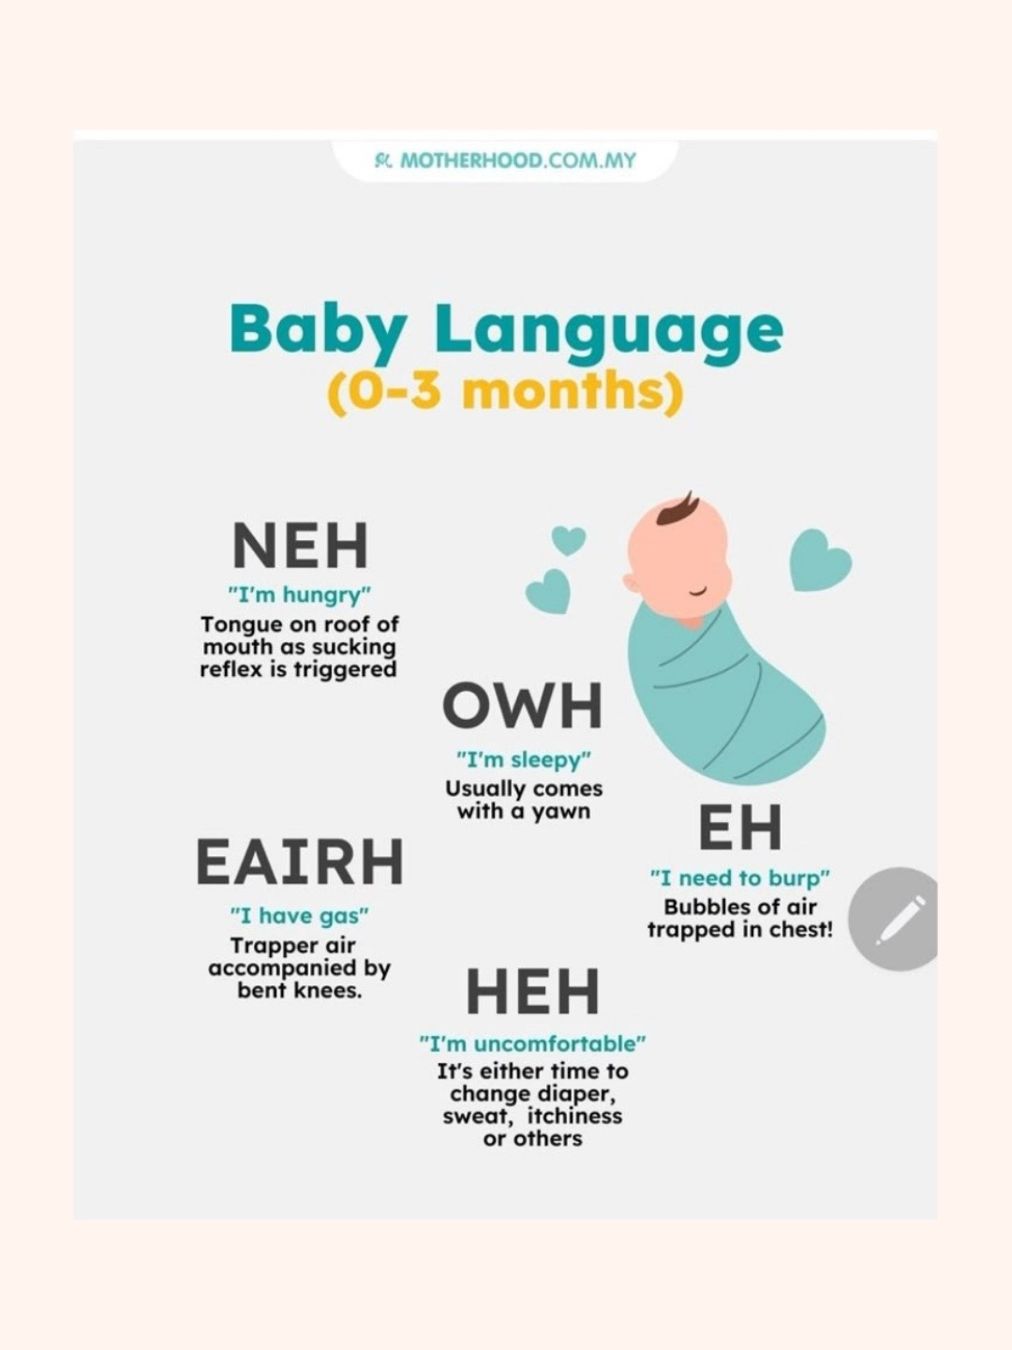 MOTHERHOOD.COM.MY
Baby Language
(0-3 months)
NEH
"I'm hungry"
Tongue on roof of
mouth as sucking
reflex is triggered
OWH
"I'm sleepy"
Usually comes
with a yawn
EH
"I need to burp"
Bubbles of air
trapped in chest!
EAIRH
"I have gas"
Trapper air
accompanied by
bent knees.
HEH
"I'm uncomfortable"
It's either time to
change diaper,
sweat, itchiness
or others